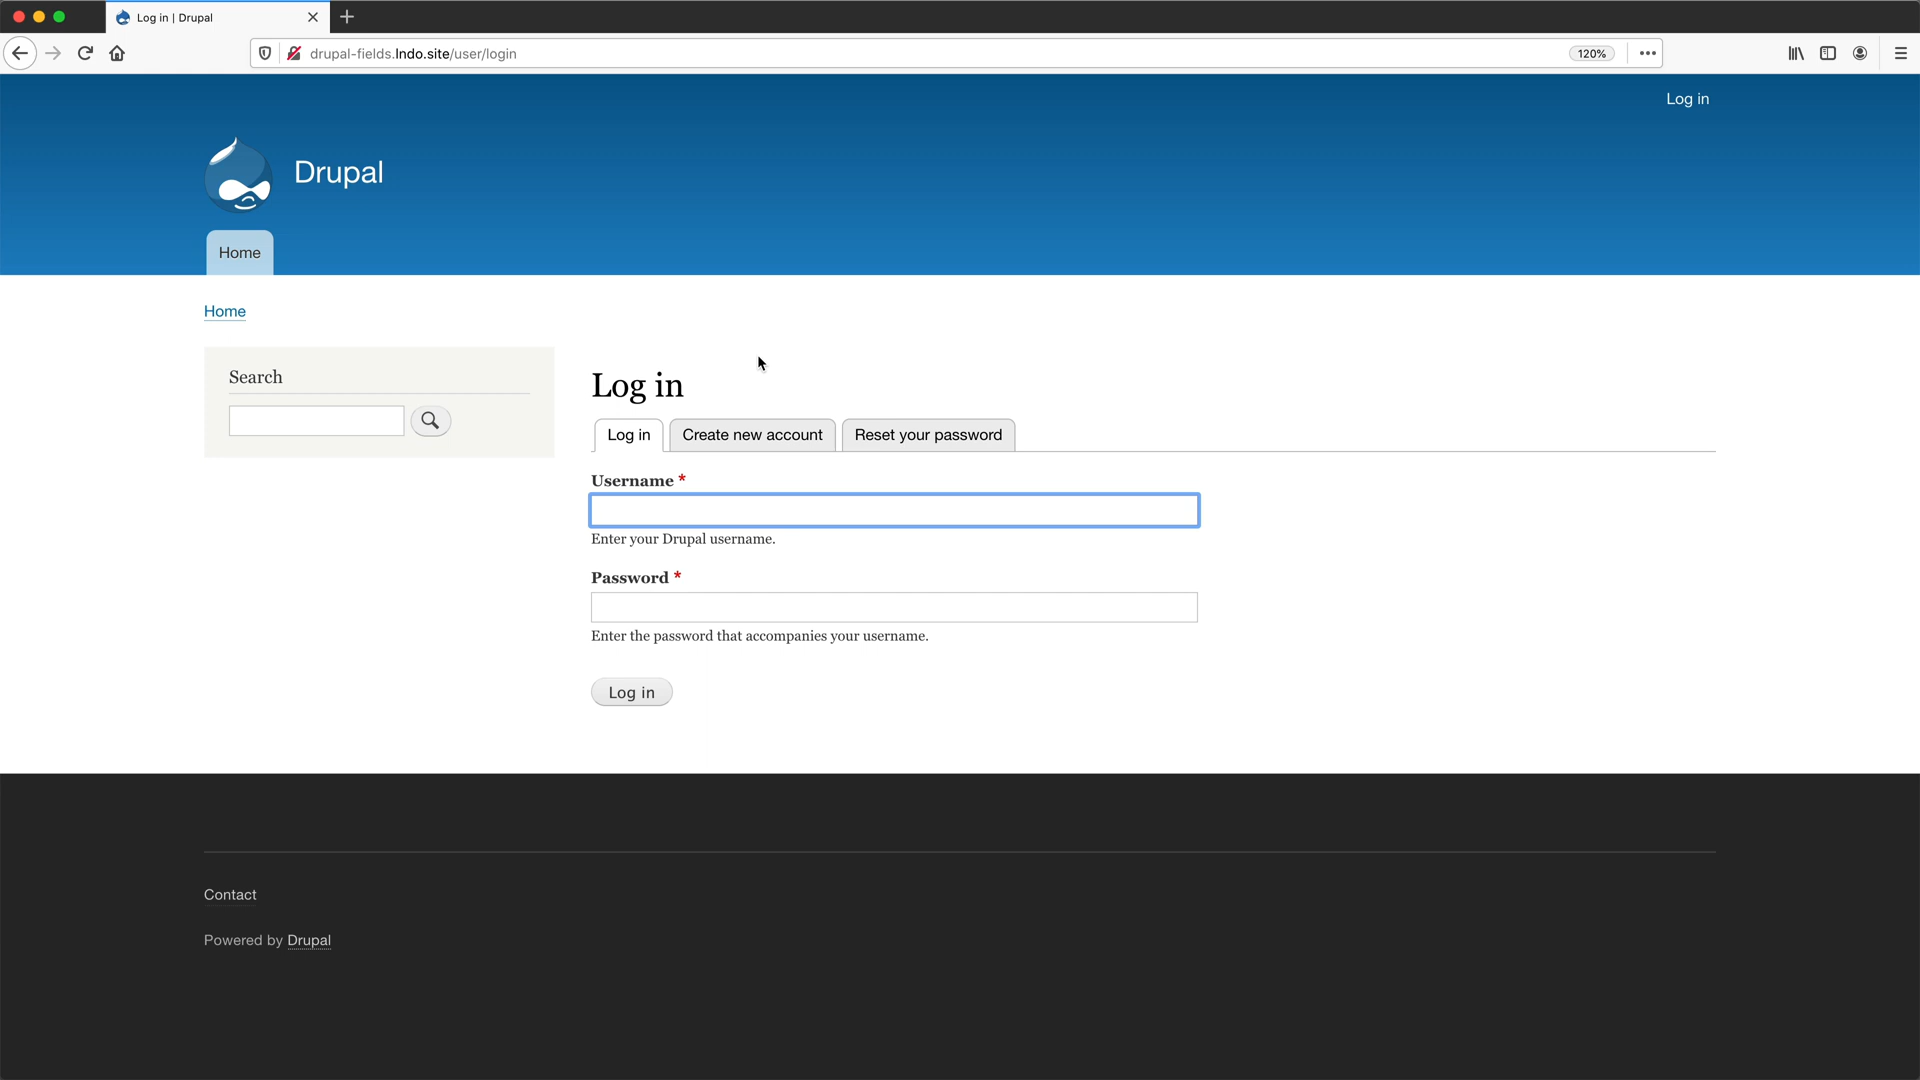 Log in | Drupal
drupal-fields.lndo.site/user/login
120%
Log in
Drupal
Home
Home
Search
Log in
Log in
Create new account
Reset your password
Username *
Enter your Drupal username.
Password *
Enter the password that accompanies your username.
Log in
Contact
Powered by Drupal